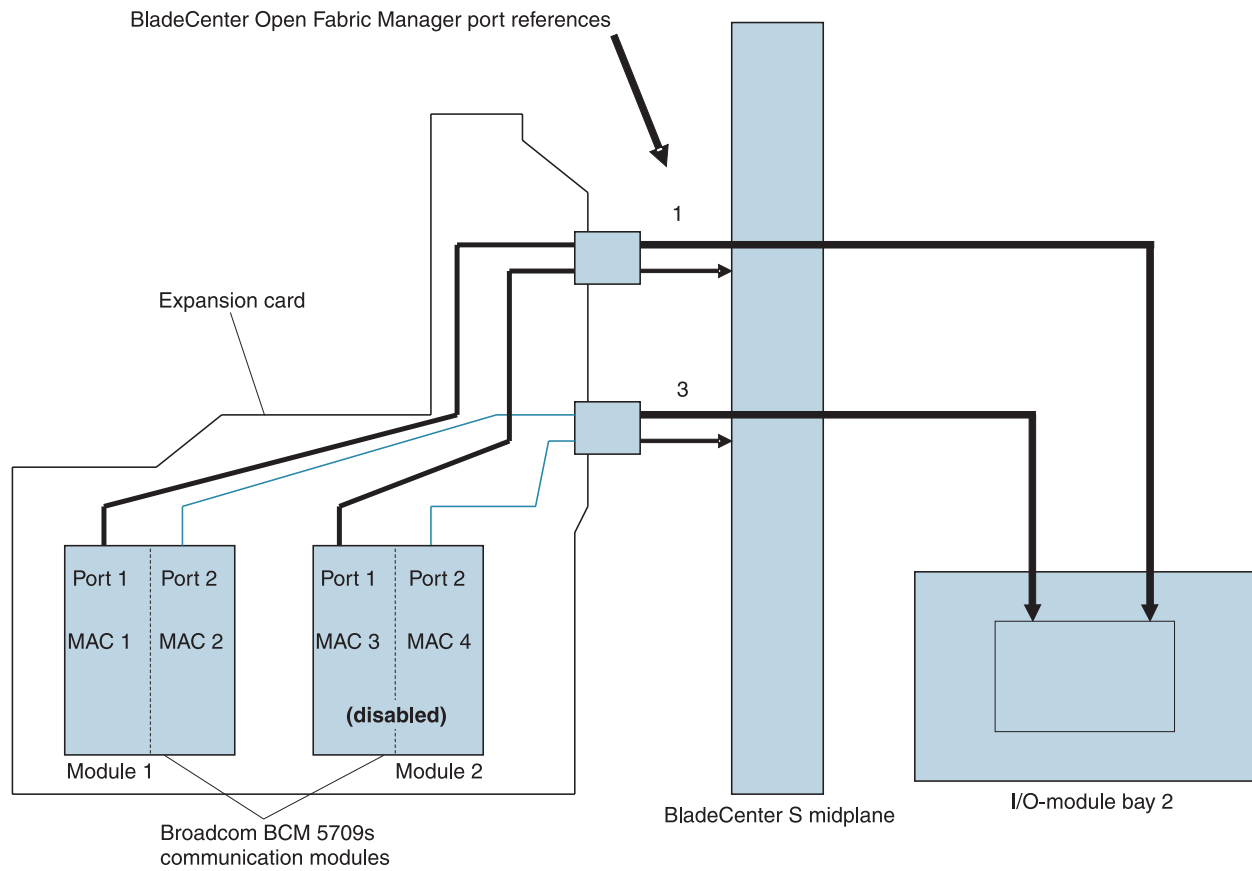 BladeCenter Open Fabric Manager port references
1
Expansion card
3
Port 1
Port 2
Port 1
Port 2
MAC 1
MAC 2
MAC 3
MAC 4
(disabled)
Module 1
Module 2
BladeCenter S midplane
I/O-module bay 2
Broadcom BCM 5709s
communication modules